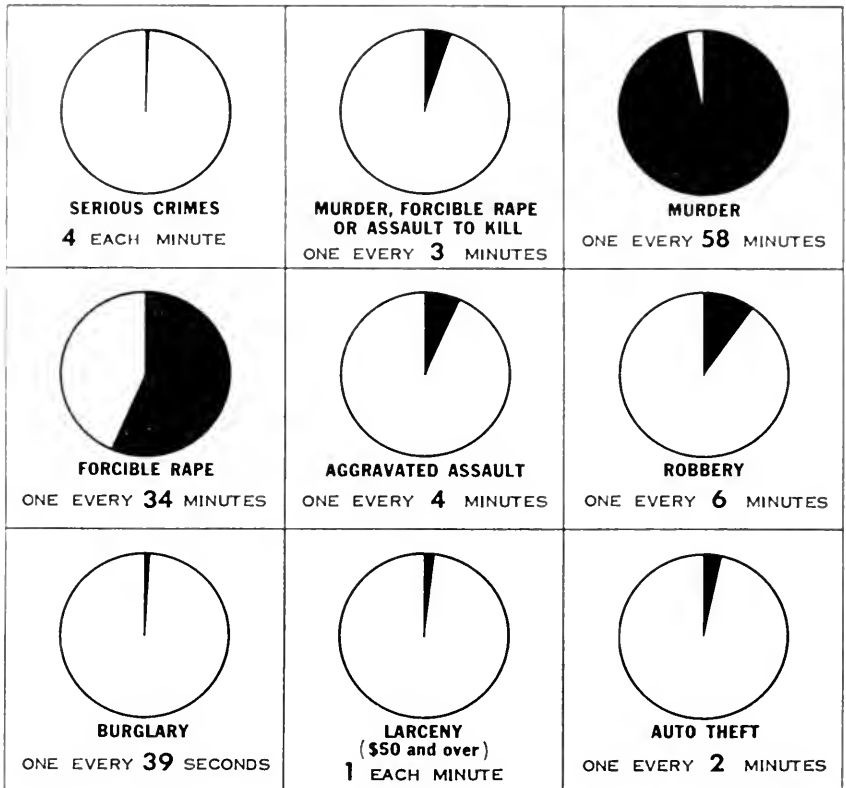 SERIOUS CRIMES
4 EACH MINUTE
MURDER, FORCIBLE RAPE
OR ASSAULT TO KILL
ONE EVERY 3 MINUTES
MURDER
ONE EVERY 58 MINUTES
FORCIBLE RAPE
ONE EVERY 34 MINUTES
AGGRAVATED ASSAULT
ONE EVERY 4 MINUTES
ROBBERY
ONE EVERY 6 MINUTES
BURGLARY
ONE EVERY 39 SECONDS
LARCENY
($50 and over)
1 EACH MINUTE
AUTO THEFT
ONE EVERY 2 MINUTES